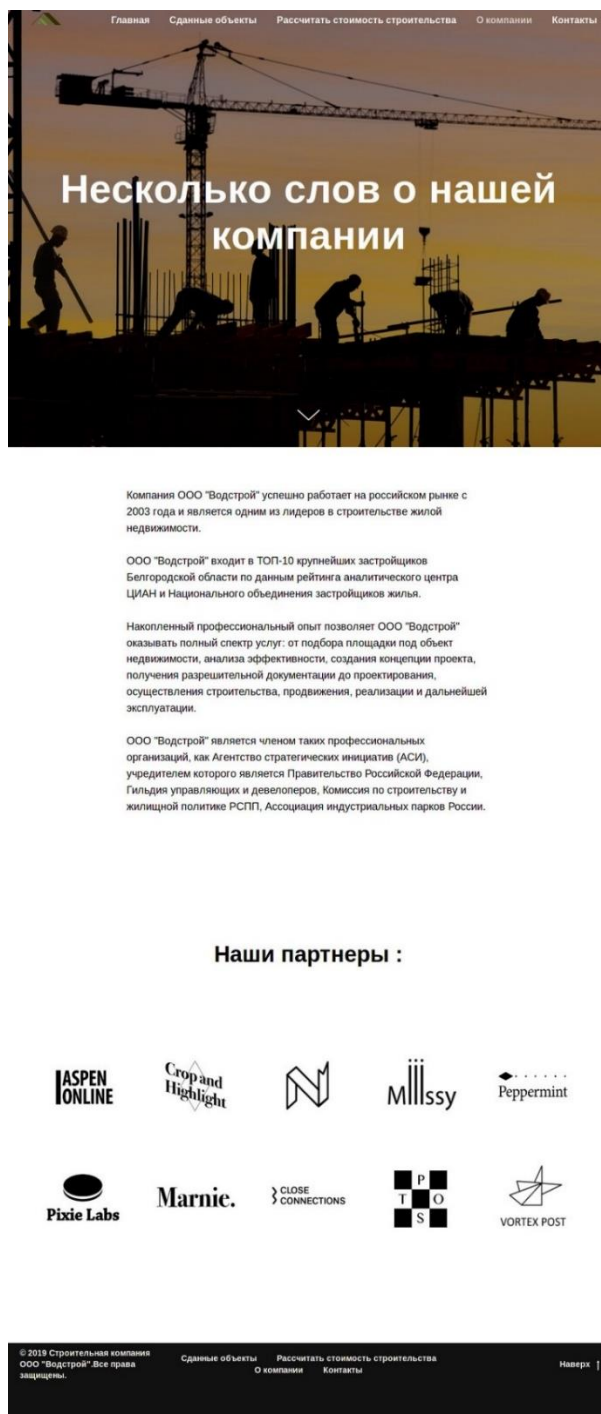 Главная Сданные объекты Рассчитать стоимость строительства О компании Контакты
Несколько слов о нашей
компании
Компания ООО "Водстрой" успешно работает на российском рынке с
2003 года и является одним из лидеров в строительстве жилой
недвижимости.
ООО "Водстрой" входит в ТОП-10 крупнейших застройщиков
Белгородской области по данным рейтинга аналитического центра
ЦИАН и Национального объединения застройщиков жилья.
Накопленный профессиональный опыт позволяет ООО "Водстрой"
оказывать полный спектр услуг: от подбора площадки под объект
недвижимости, анализа эффективности, создания концепции проекта,
получения разрешительной документации до проектирования,
осуществления строительства, продвижения, реализации и дальнейшей
эксплуатации.
ООО "Водстрой" является членом таких профессиональных
организаций, как Агентство стратегических инициатив (АСИ),
учредителем которого является Правительство Российской Федерации,
Гильдия управляющих и девелоперов, Комиссия по строительству и
жилищной политике РСПП, Ассоциация индустриальных парков России.
Наши партнеры :
ASPEN
ONLINE
Crop and
Highlight
N
Miiissy
Peppermint
Pixie Labs
Marnie.
CLOSE
CONNECTIONS
P
T O
S
VORTEX POST
© 2019 Строительная компания
ООО "Водстрой".Все права
защищены.
Сданные объекты Рассчитать стоимость строительства
О компании Контакты
Наверх ↑